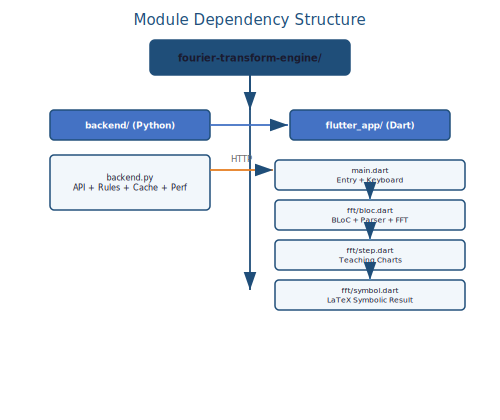 Module Dependency Structure
fourier-transform-engine/
backend/ (Python)
flutter_app/ (Dart)
backend.py
API + Rules + Cache + Perf
HTTP
main.dart
Entry + Keyboard
fft/bloc.dart
BLoC + Parser + FFT
fft/step.dart
Teaching Charts
fft/symbol.dart
LaTeX Symbolic Result